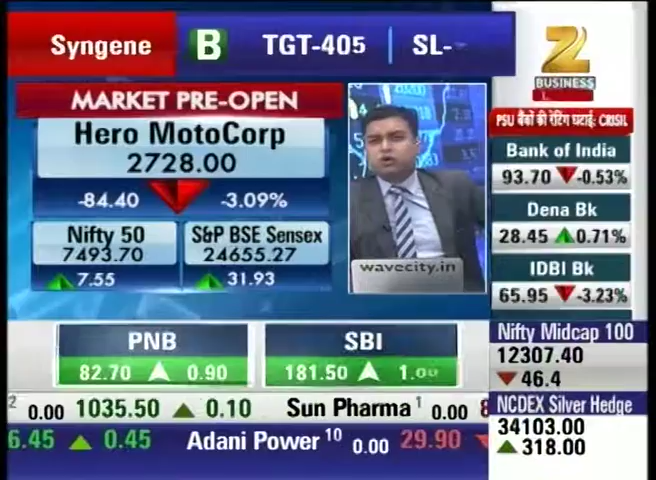 Syngene B TGT-405 SL-
Z
BUSINESS
MARKET PRE-OPEN
Hero MotoCorp
2728.00
-84.40 -3.09%
Nifty 50
7493.70
7.55
S&P BSE Sensex
24655.27
31.93
wavecity.in
PSU बैंकों की रेटिंग घटाई: CRISIL
Bank of India
93.70 -0.53%
Dena Bk
28.45 0.71%
IDBI Bk
65.95 -3.23%
PNB
82.70 0.90
SBI
181.50
Nifty Midcap 100
12307.40
46.4
NCDEX Silver Hedge
34103.00
318.00
2 0.00 1035.50 0.10 Sun Pharma 1 0.00 8
6.45 0.45 Adani Power 10 0.00 29.90